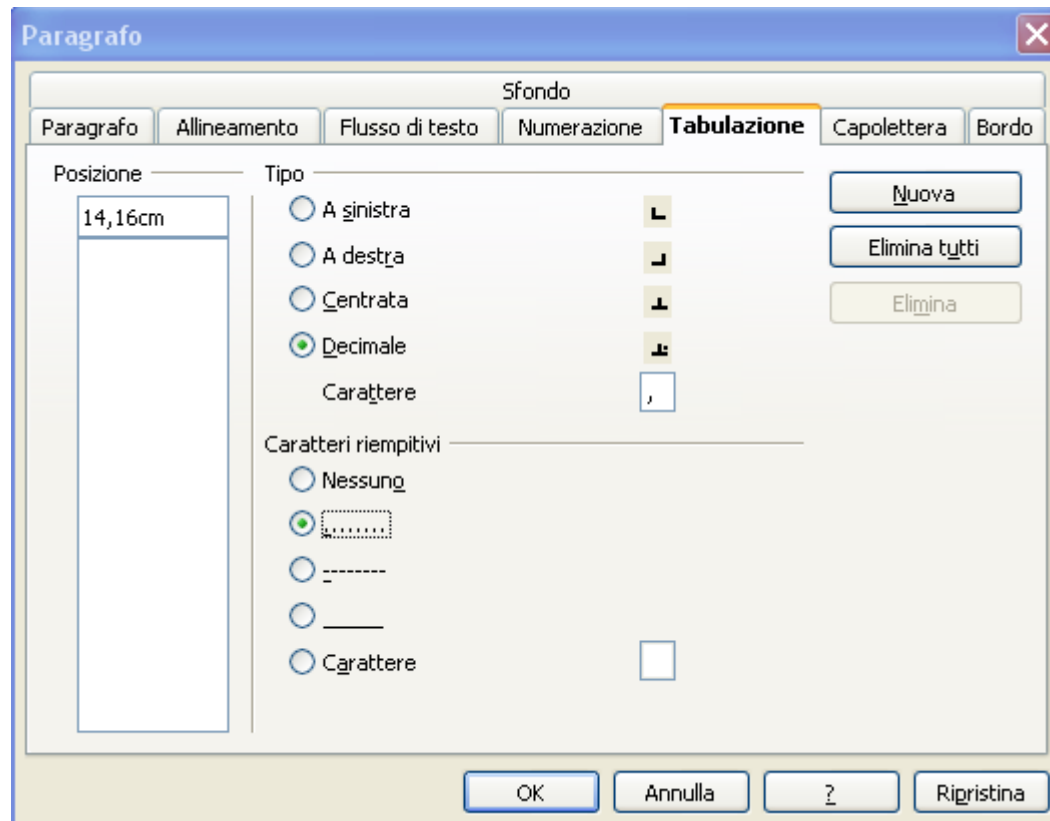 Paragrafo
Sfondo
Paragrafo Allineamento Flusso di testo Numerazione Tabulazione Capolettera Bordo
Posizione
14,16cm
Tipo
A sinistra
A destra
Centrata
Decimale
Carattere ,
Caratteri riempitivi
Nessuno
........
--------
______
Carattere
Nuova
Elimina tutti
Elimina
OK Annulla ? Ripristina